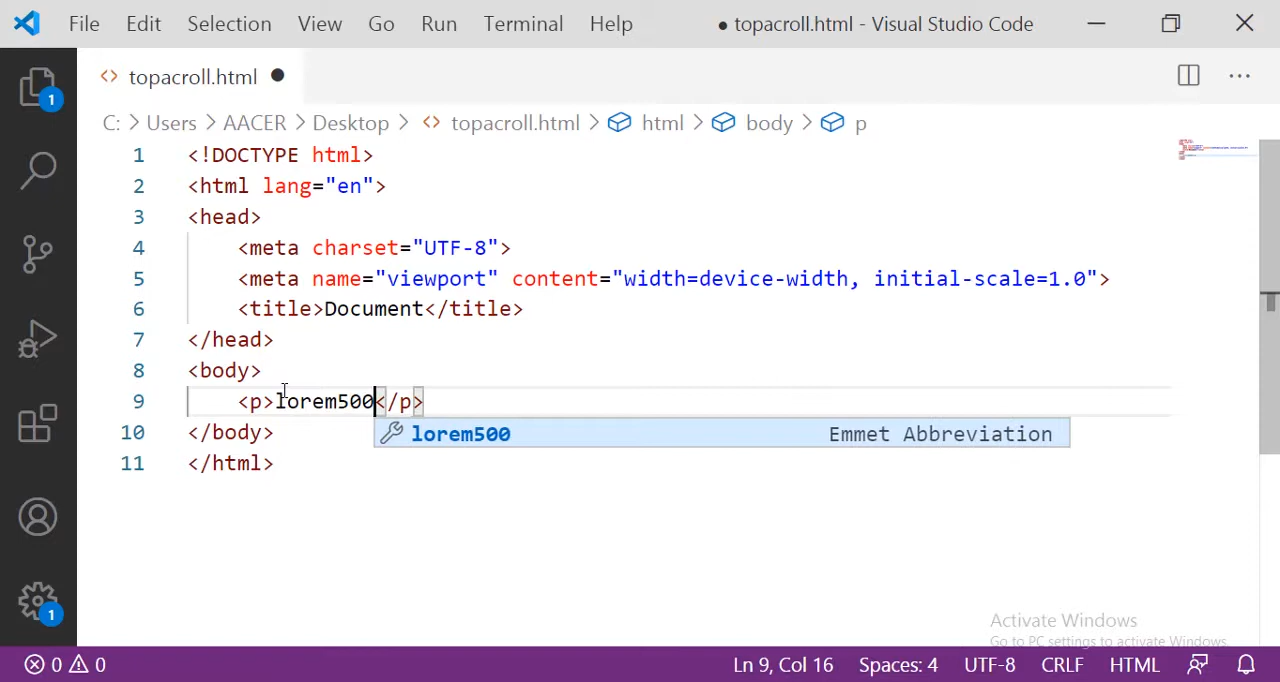 File Edit Selection View Go Run Terminal Help ● topacroll.html - Visual Studio Code
topacroll.html
C: > Users > AACER > Desktop > topacroll.html > html > body > p
1 <!DOCTYPE html>
2 <html lang="en">
3 <head>
4 <meta charset="UTF-8">
5 <meta name="viewport" content="width=device-width, initial-scale=1.0">
6 <title>Document</title>
7 </head>
8 <body>
9 <p>lorem500</p>
10 </body>
lorem500 Emmet Abbreviation
11 </html>
1
1
Activate Windows
Go to PC settings to activate Windows.
0 0 Ln 9, Col 16 Spaces: 4 UTF-8 CRLF HTML